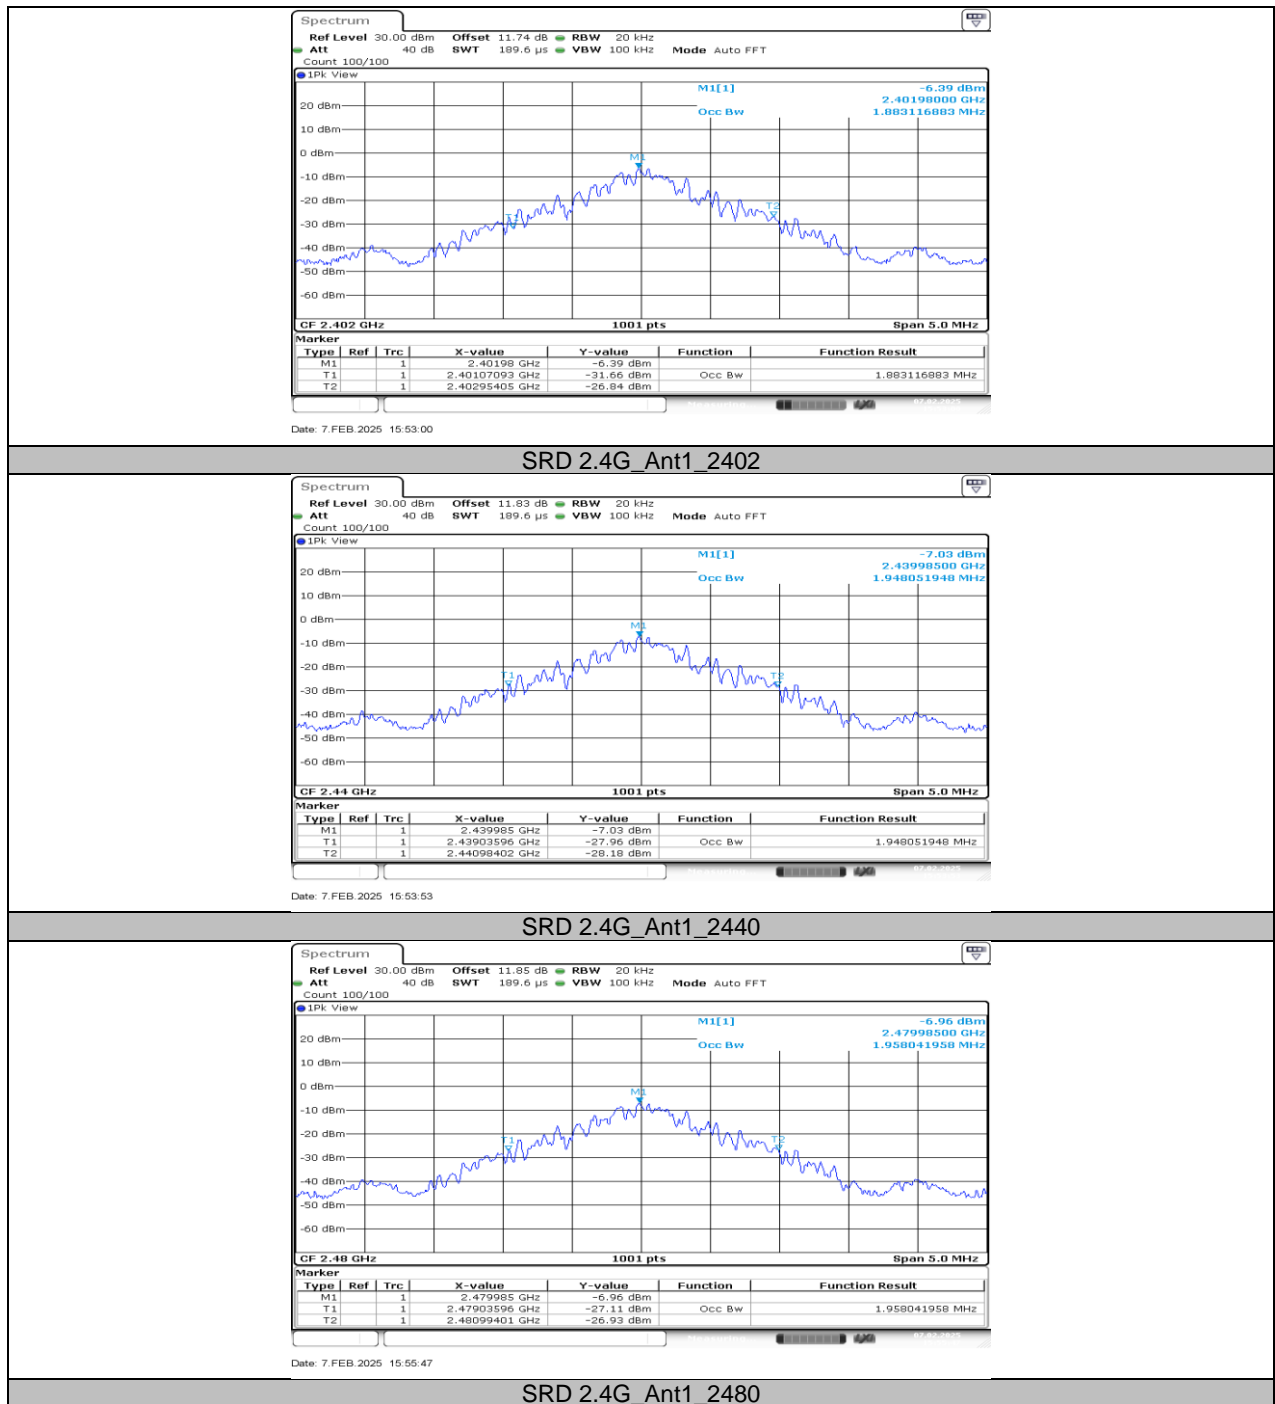 Spectrum
Ref Level 30.00 dBm Offset 11.74 dB RBW 20 kHz
Att 40 dB SWT 189.6 µs VBW 100 kHz Mode Auto FFT
Count 100/100
1Pk View
M1[1] -6.39 dBm
2.40198000 GHz
20 dBm
Occ Bw 1.883116883 MHz
10 dBm
0 dBm
M1
-10 dBm
-20 dBm
T1 T2
-30 dBm
-40 dBm
-50 dBm
-60 dBm
CF 2.402 GHz 1001 pts Span 5.0 MHz
Marker
Type Ref Trc X-value Y-value Function Function Result
M1 1 2.40198 GHz -6.39 dBm
T1 1 2.40107093 GHz -31.66 dBm Occ Bw 1.883116883 MHz
T2 1 2.40295405 GHz -26.84 dBm
Date: 7.FEB.2025 15:53:00
SRD 2.4G_Ant1_2402
Spectrum
Ref Level 30.00 dBm Offset 11.83 dB RBW 20 kHz
Att 40 dB SWT 189.6 µs VBW 100 kHz Mode Auto FFT
Count 100/100
1Pk View
M1[1] -7.03 dBm
2.43998500 GHz
20 dBm
Occ Bw 1.948051948 MHz
10 dBm
0 dBm
M1
-10 dBm
-20 dBm
T1 T2
-30 dBm
-40 dBm
-50 dBm
-60 dBm
CF 2.44 GHz 1001 pts Span 5.0 MHz
Marker
Type Ref Trc X-value Y-value Function Function Result
M1 1 2.439985 GHz -7.03 dBm
T1 1 2.43903596 GHz -27.96 dBm Occ Bw 1.948051948 MHz
T2 1 2.44098402 GHz -28.18 dBm
Date: 7.FEB.2025 15:53:53
SRD 2.4G_Ant1_2440
Spectrum
Ref Level 30.00 dBm Offset 11.85 dB RBW 20 kHz
Att 40 dB SWT 189.6 µs VBW 100 kHz Mode Auto FFT
Count 100/100
1Pk View
M1[1] -6.96 dBm
2.47998500 GHz
20 dBm
Occ Bw 1.958041958 MHz
10 dBm
0 dBm
M1
-10 dBm
-20 dBm
T1 T2
-30 dBm
-40 dBm
-50 dBm
-60 dBm
CF 2.48 GHz 1001 pts Span 5.0 MHz
Marker
Type Ref Trc X-value Y-value Function Function Result
M1 1 2.479985 GHz -6.96 dBm
T1 1 2.47903596 GHz -27.11 dBm Occ Bw 1.958041958 MHz
T2 1 2.48099401 GHz -26.93 dBm
Date: 7.FEB.2025 15:55:47
SRD 2.4G_Ant1_2480